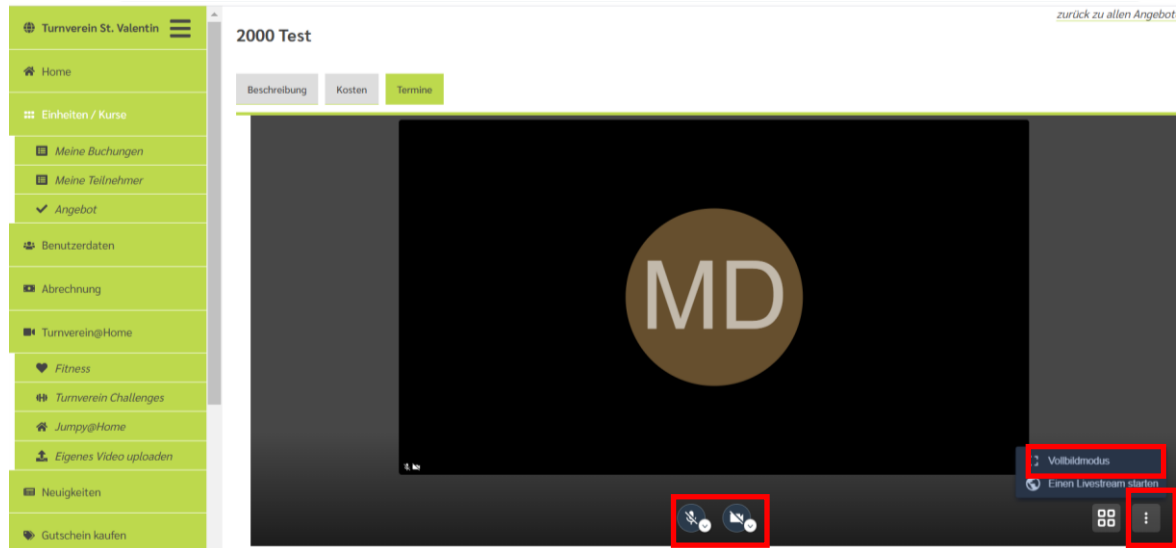 Turnverein St. Valentin
Home
Einheiten / Kurse
Meine Buchungen
Meine Teilnehmer
Angebot
Benutzerdaten
Abrechnung
Turnverein@Home
Fitness
Turnverein Challenges
Jumpy@Home
Eigenes Video uploaden
Neuigkeiten
Gutschein kaufen
zurück zu allen Angebot
2000 Test
Beschreibung Kosten Termine
MD
Vollbildmodus
Einen Livestream starten